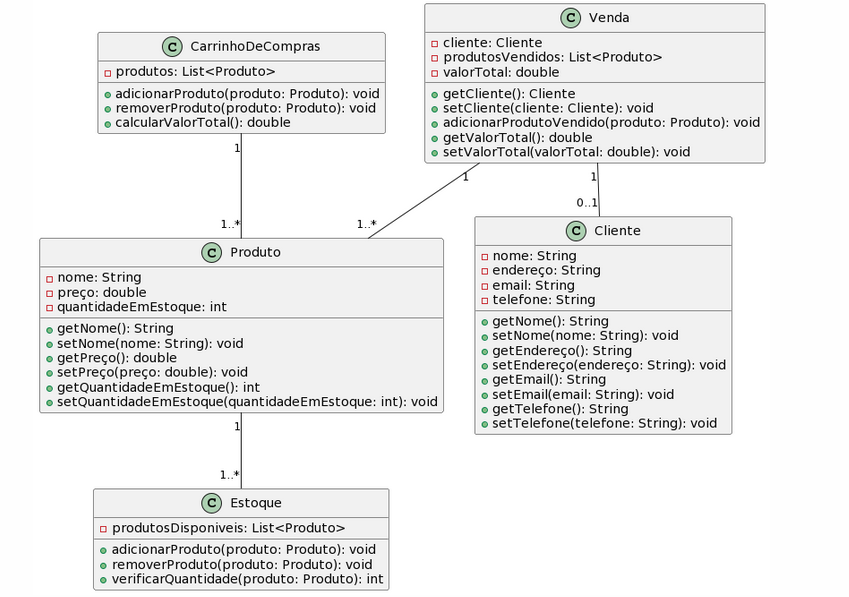 C CarrinhoDeCompras
produtos: List<Produto>
adicionarProduto(produto: Produto): void
removerProduto(produto: Produto): void
calcularValorTotal(): double
C Venda
cliente: Cliente
produtosVendidos: List<Produto>
valorTotal: double
getCliente(): Cliente
setCliente(cliente: Cliente): void
adicionarProdutoVendido(produto: Produto): void
getValorTotal(): double
setValorTotal(valorTotal: double): void
1
1..*
1
1..*
1
0..1
C Produto
nome: String
preço: double
quantidadeEmEstoque: int
getNome(): String
setNome(nome: String): void
getPreço(): double
setPreço(preço: double): void
getQuantidadeEmEstoque(): int
setQuantidadeEmEstoque(quantidadeEmEstoque: int): void
C Cliente
nome: String
endereço: String
email: String
telefone: String
getNome(): String
setNome(nome: String): void
getEndereço(): String
setEndereço(endereço: String): void
getEmail(): String
setEmail(email: String): void
getTelefone(): String
setTelefone(telefone: String): void
1
1..*
C Estoque
produtosDisponiveis: List<Produto>
adicionarProduto(produto: Produto): void
removerProduto(produto: Produto): void
verificarQuantidade(produto: Produto): int